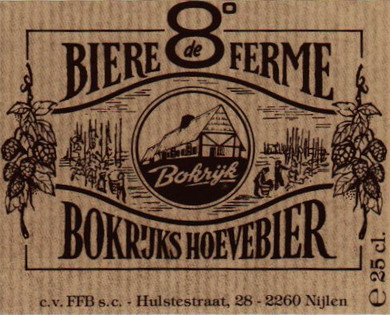 8°
BIERE de FERME
Bokrijk
BOKRIJKS HOEVEBIER
e 25 cl.
c.v. FFB s.c. - Hulstestraat, 28 - 2260 Nijlen